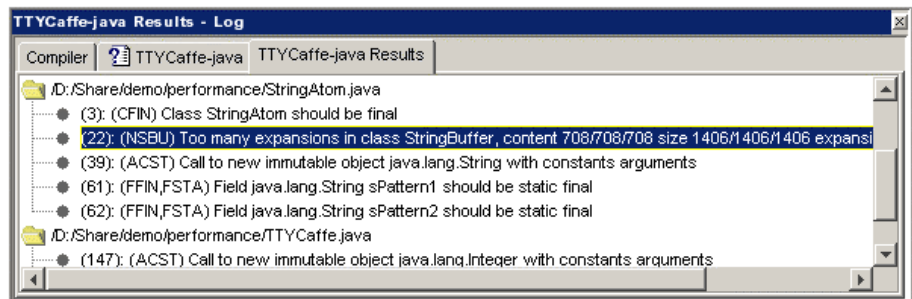 TTYCaffe-java Results - Log
Compiler TTYCaffe-java TTYCaffe-java Results
/D:/Share/demo/performance/StringAtom.java
(3): (CFIN) Class StringAtom should be final
(22): (NSBU) Too many expansions in class StringBuffer, content 708/708/708 size 1406/1406/1406 expansi
(39): (ACST) Call to new immutable object java.lang.String with constants arguments
(61): (FFIN,FSTA) Field java.lang.String sPattern1 should be static final
(62): (FFIN,FSTA) Field java.lang.String sPattern2 should be static final
/D:/Share/demo/performance/TTYCaffe.java
(147): (ACST) Call to new immutable object java.lang.Integer with constants arguments